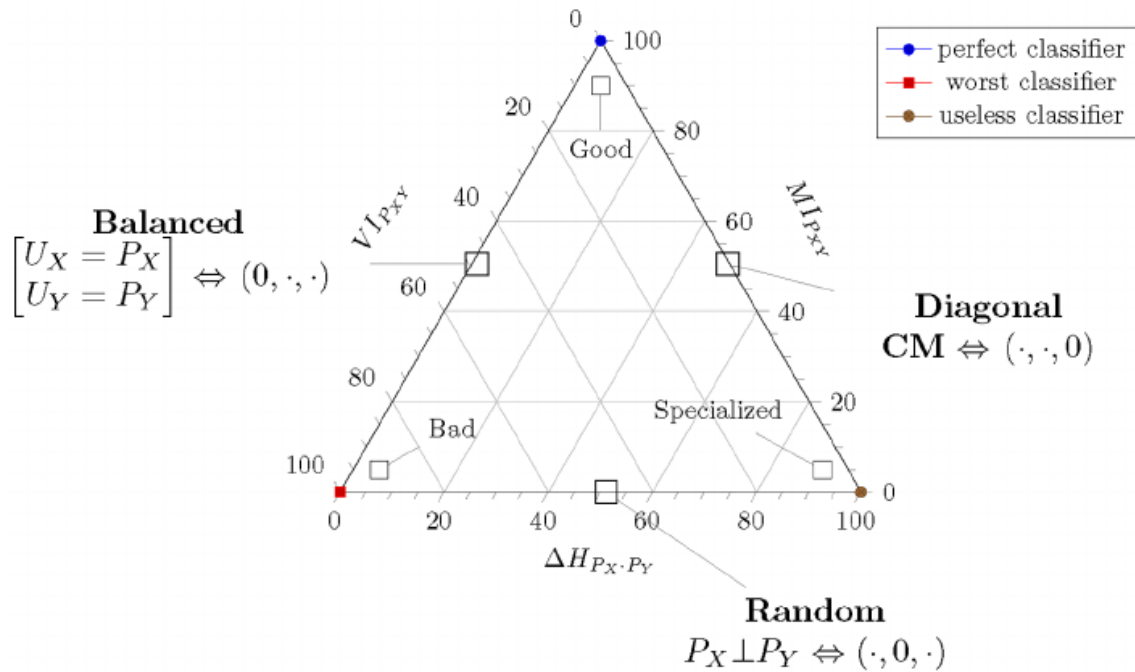 0
100
perfect classifier
worst classifier
useless classifier
20
80
Good
40
60
VI_{P_{XY}}
MI_{P_{XY}}
Balanced
[U_X = P_X
U_Y = P_Y] ⇔ (0, ·, ·)
60
40
Diagonal
CM ⇔ (·, ·, 0)
80
20
Bad
Specialized
100
0
0 20 40 60 80 100
ΔH_{P_X·P_Y}
Random
P_X ⊥ P_Y ⇔ (·, 0, ·)